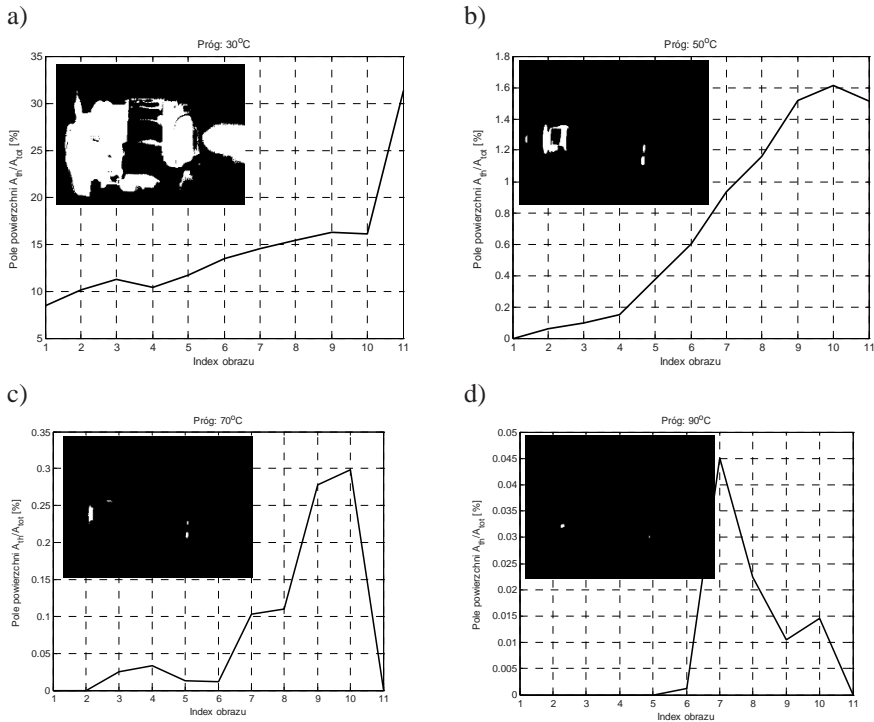 a)
Próg: 30°C
Pole powierzchni A_th/A_tot [%]
35
30
25
20
15
10
5
1 2 3 4 5 6 7 8 9 10 11
Index obrazu
b)
Próg: 50°C
Pole powierzchni A_th/A_tot [%]
1.8
1.6
1.4
1.2
1
0.8
0.6
0.4
0.2
0
1 2 3 4 5 6 7 8 9 10 11
Index obrazu
c)
Próg: 70°C
Pole powierzchni A_th/A_tot [%]
0.35
0.3
0.25
0.2
0.15
0.1
0.05
0
1 2 3 4 5 6 7 8 9 10 11
Index obrazu
d)
Próg: 90°C
Pole powierzchni A_th/A_tot [%]
0.05
0.045
0.04
0.035
0.03
0.025
0.02
0.015
0.01
0.005
0
1 2 3 4 5 6 7 8 9 10 11
Index obrazu